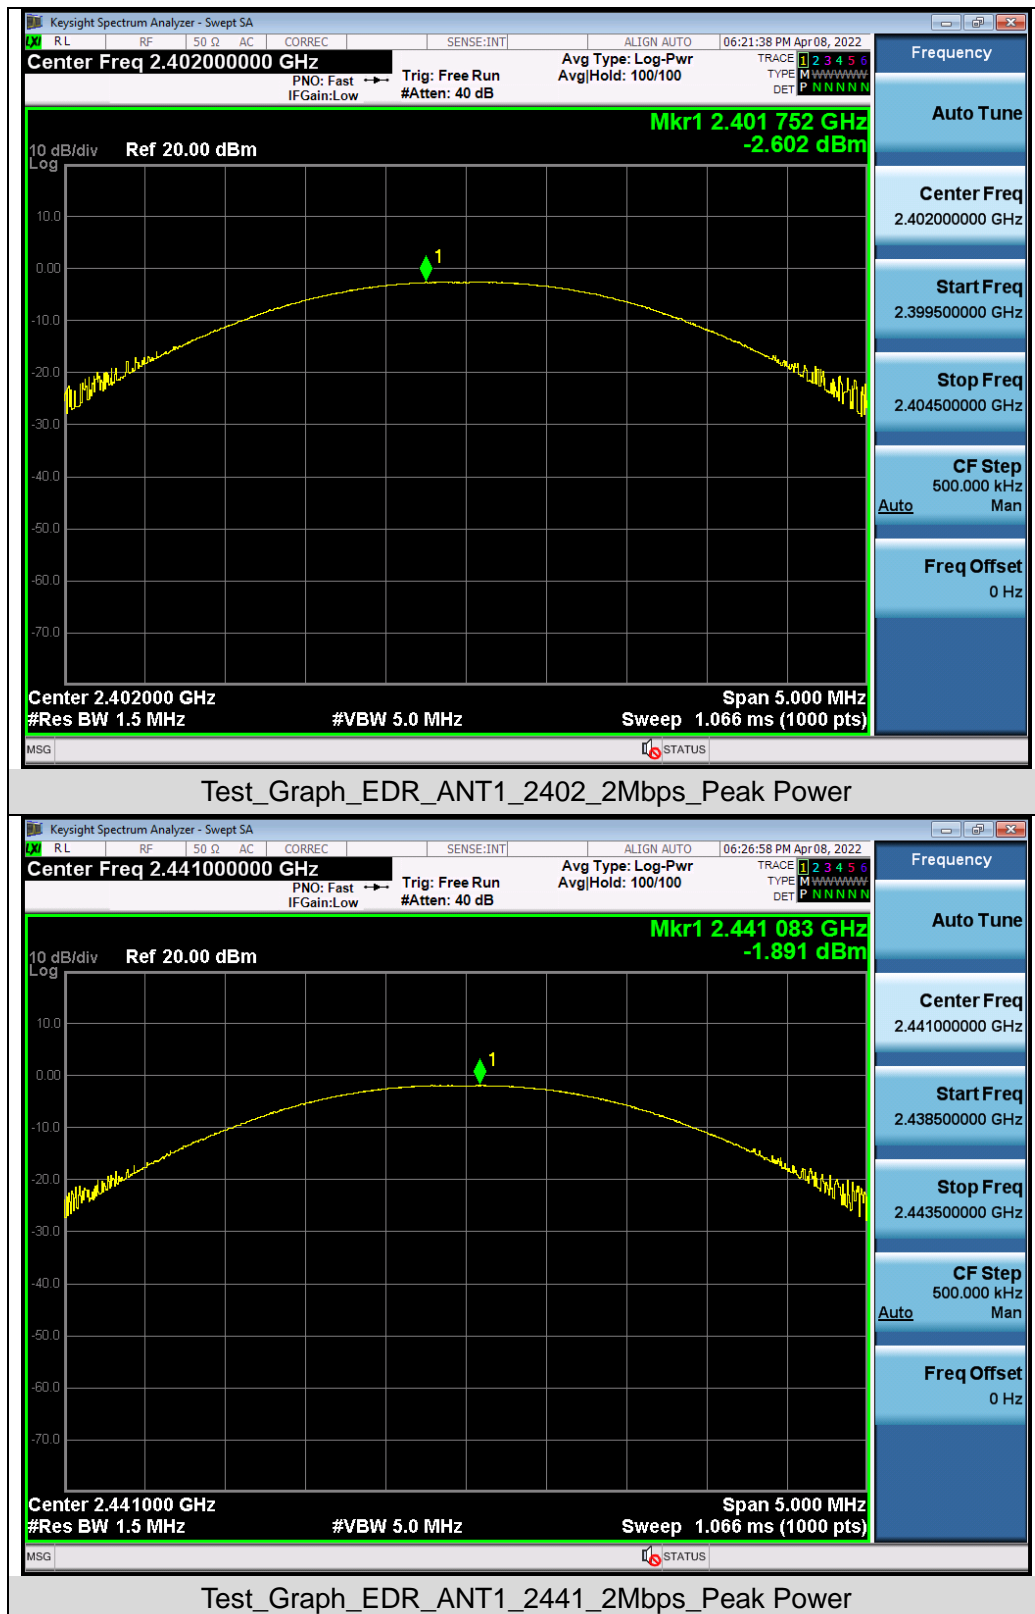 Keysight Spectrum Analyzer - Swept SA
LXI RL RF 50 Ω AC CORREC SENSE:INT ALIGN AUTO 06:21:38 PM Apr 08, 2022
Center Freq 2.402000000 GHz
PNO: Fast
IFGain:Low
Trig: Free Run
#Atten: 40 dB
Avg Type: Log-Pwr
Avg|Hold: 100/100
TRACE 1 2 3 4 5 6
TYPE M WWWWW
DET P N N N N N
Mkr1 2.401 752 GHz
-2.602 dBm
10 dB/div Ref 20.00 dBm
Log
10.0
0.00
1
-10.0
-20.0
-30.0
-40.0
-50.0
-60.0
-70.0
Center 2.402000 GHz Span 5.000 MHz
#Res BW 1.5 MHz #VBW 5.0 MHz Sweep 1.066 ms (1000 pts)
MSG STATUS
Frequency
Auto Tune
Center Freq
2.402000000 GHz
Start Freq
2.399500000 GHz
Stop Freq
2.404500000 GHz
CF Step
500.000 kHz
Auto Man
Freq Offset
0 Hz
Test_Graph_EDR_ANT1_2402_2Mbps_Peak Power
Keysight Spectrum Analyzer - Swept SA
LXI RL RF 50 Ω AC CORREC SENSE:INT ALIGN AUTO 06:26:58 PM Apr 08, 2022
Center Freq 2.441000000 GHz
PNO: Fast
IFGain:Low
Trig: Free Run
#Atten: 40 dB
Avg Type: Log-Pwr
Avg|Hold: 100/100
TRACE 1 2 3 4 5 6
TYPE M WWWWW
DET P N N N N N
Mkr1 2.441 083 GHz
-1.891 dBm
10 dB/div Ref 20.00 dBm
Log
10.0
0.00
1
-10.0
-20.0
-30.0
-40.0
-50.0
-60.0
-70.0
Center 2.441000 GHz Span 5.000 MHz
#Res BW 1.5 MHz #VBW 5.0 MHz Sweep 1.066 ms (1000 pts)
MSG STATUS
Frequency
Auto Tune
Center Freq
2.441000000 GHz
Start Freq
2.438500000 GHz
Stop Freq
2.443500000 GHz
CF Step
500.000 kHz
Auto Man
Freq Offset
0 Hz
Test_Graph_EDR_ANT1_2441_2Mbps_Peak Power